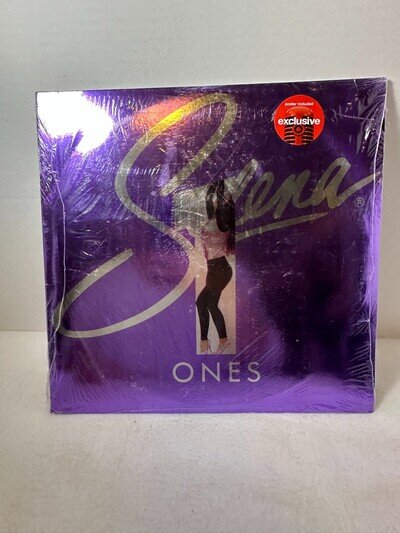 poster included
exclusive
Selena
®
ONES